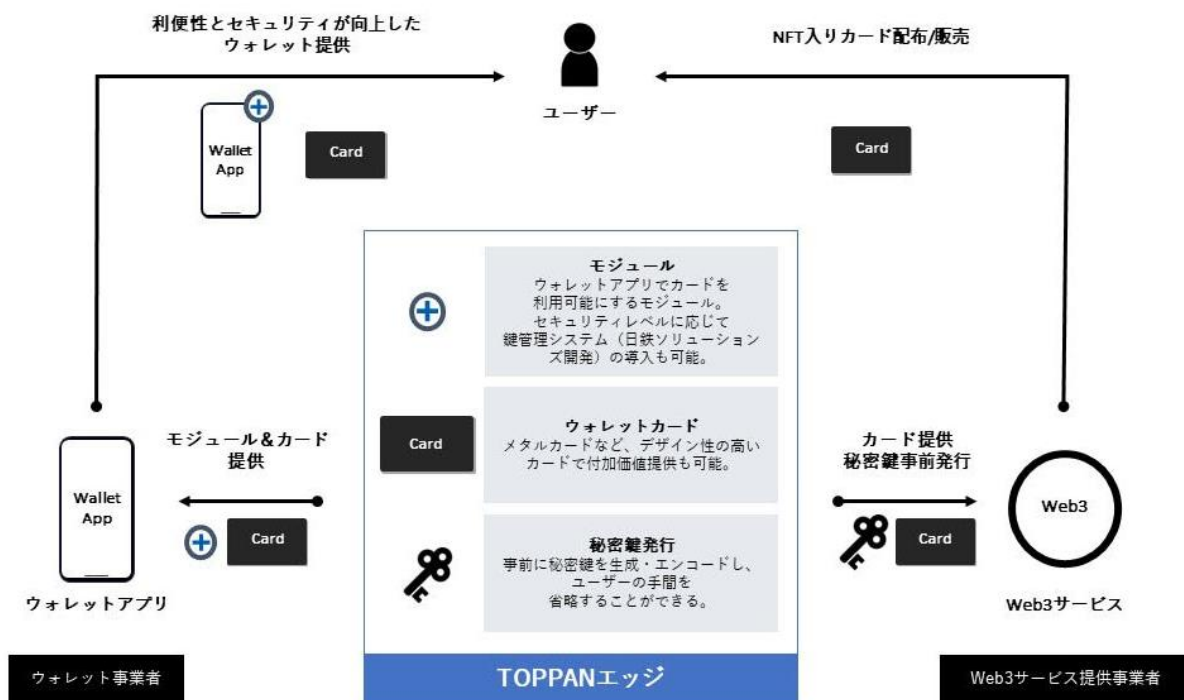 利便性とセキュリティが向上した
ウォレット提供
NFT入りカード配布/販売
ユーザー
Wallet
App
Card
Card
モジュール
ウォレットアプリでカードを
利用可能にするモジュール。
セキュリティレベルに応じて
鍵管理システム（日鉄ソリューション
ズ開発）の導入も可能。
モジュール＆カード
提供
Card
ウォレットカード
メタルカードなど、デザイン性の高い
カードで付加価値提供も可能。
カード提供
秘密鍵事前発行
Wallet
App
Card
Card
Web3
秘密鍵発行
事前に秘密鍵を生成・エンコードし、
ユーザーの手間を
省略することができる。
ウォレットアプリ
Web3サービス
ウォレット事業者
TOPPANエッジ
Web3サービス提供事業者